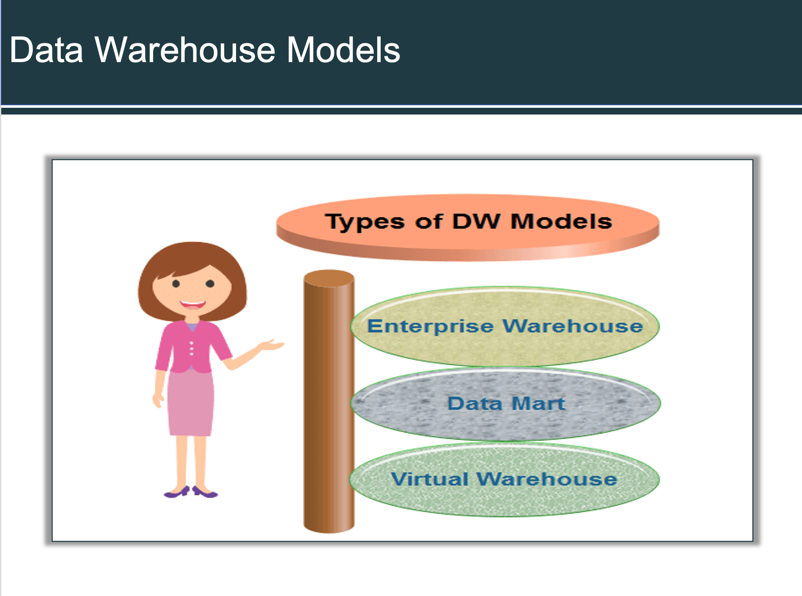 Data Warehouse Models
Types of DW Models
Enterprise Warehouse
Data Mart
Virtual Warehouse